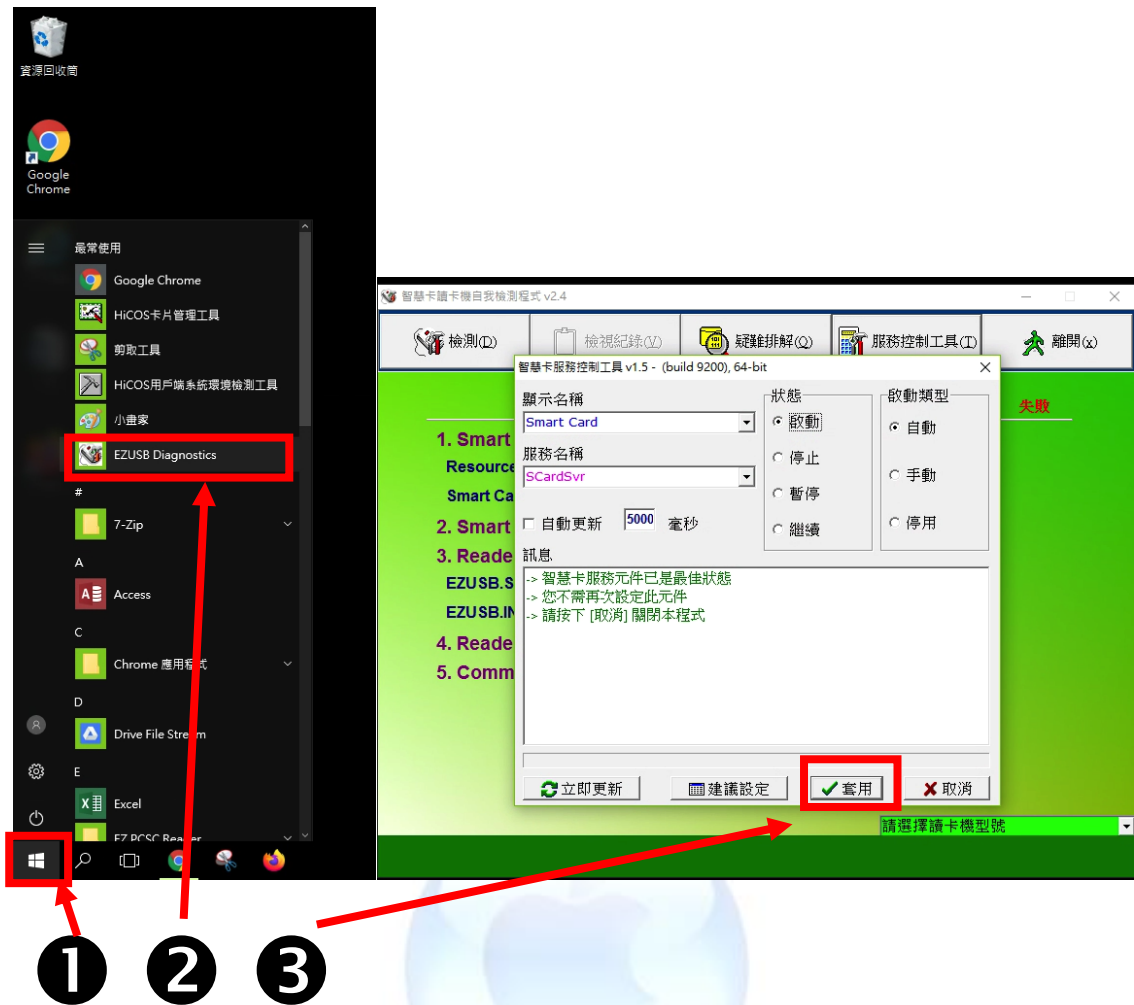 資源回收筒
Google
Chrome
最常使用
Google Chrome
HiCOS卡片管理工具
剪取工具
HiCOS用戶端系統環境檢測工具
小畫家
EZUSB Diagnostics
#
7-Zip
A
Access
C
Chrome 應用程式
D
Drive File Stream
E
Excel
EZ PCSC Reader
智慧卡讀卡機自我檢測程式 v2.4
檢測(D)
檢視紀錄(V)
疑難排解(Q)
服務控制工具(T)
離開(x)
失敗
1. Smart
Resource
Smart Ca
2. Smart
3. Reade
EZUSB.S
EZUSB.IN
4. Reade
5. Comm
智慧卡服務控制工具 v1.5 - (build 9200), 64-bit
顯示名稱
Smart Card
服務名稱
SCardSvr
自動更新 5000 毫秒
狀態
啟動
停止
暫停
繼續
啟動類型
自動
手動
停用
訊息
-> 智慧卡服務元件已是最佳狀態
-> 您不需再次設定此元件
-> 請按下 [取消] 關閉本程式
立即更新
建議設定
套用
取消
請選擇讀卡機型號
1 2 3